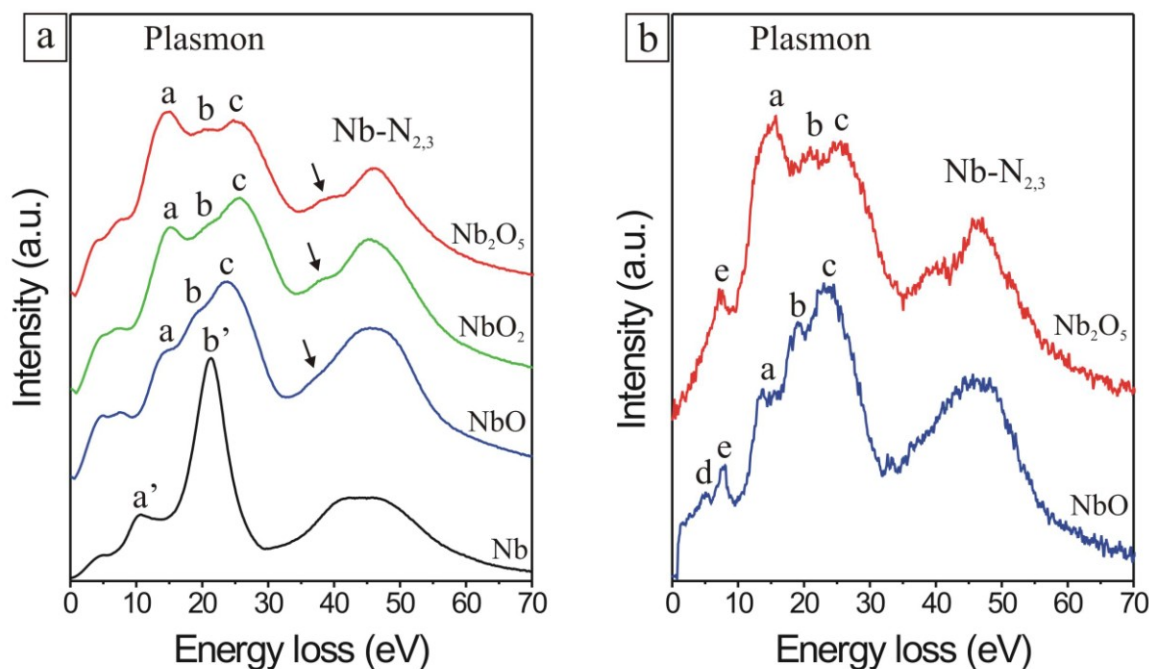 a
Plasmon
a
b
c
Nb-N₂,₃
Nb₂O₅
a
b
c
NbO₂
a
b
c
b’
NbO
a’
Nb
Intensity (a.u.)
0 10 20 30 40 50 60 70
Energy loss (eV)
b
Plasmon
a
b
c
Nb-N₂,₃
e
Nb₂O₅
c
b
a
d
e
NbO
Intensity (a.u.)
0 10 20 30 40 50 60 70
Energy loss (eV)